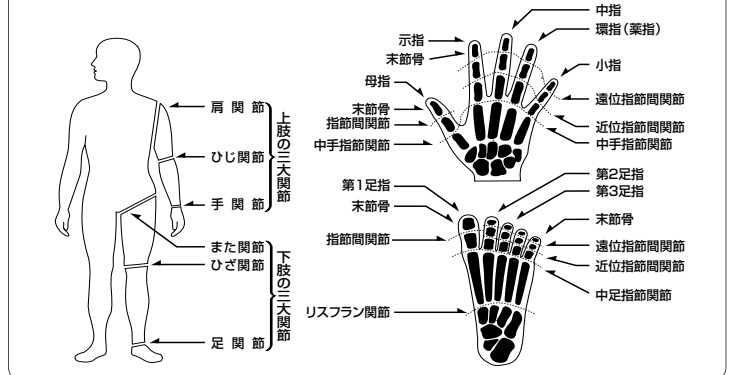 肩関節
ひじ関節
手関節
上肢の三大関節
また関節
ひざ関節
足関節
下肢の三大関節
中指
環指（薬指）
示指
末節骨
小指
母指
末節骨
指節間関節
中手指節関節
遠位指節間関節
近位指節間関節
中手指節関節
第1足指
末節骨
指節間関節
リスフラン関節
第2足指
第3足指
末節骨
遠位指節間関節
近位指節間関節
中足指節関節